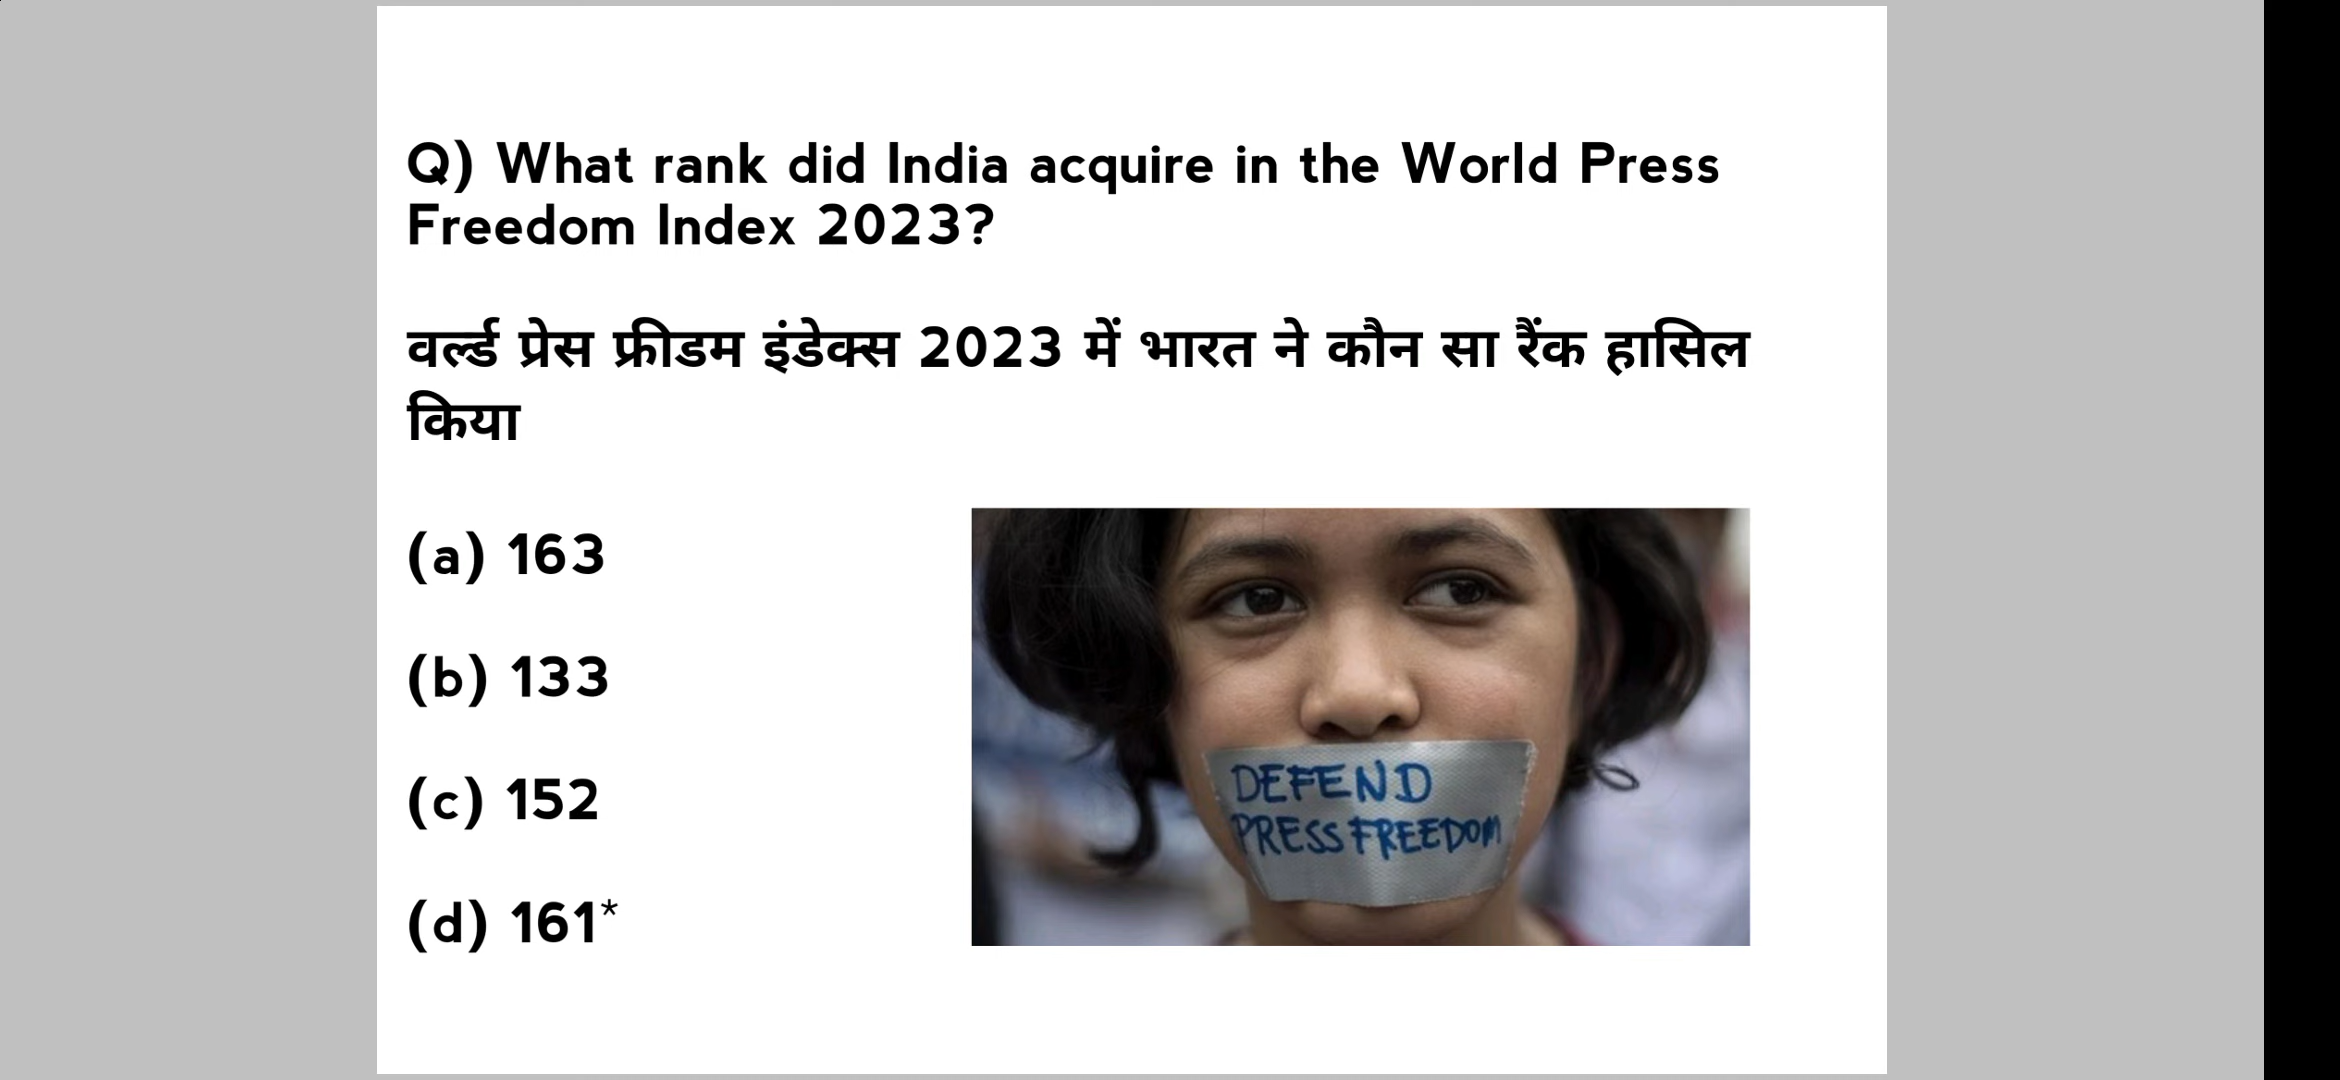 Q) What rank did India acquire in the World Press
Freedom Index 2023?
वर्ल्ड प्रेस फ्रीडम इंडेक्स 2023 में भारत ने कौन सा रैंक हासिल
किया
(a) 163
(b) 133
(c) 152
(d) 161*
DEFEND
PRESS FREEDOM